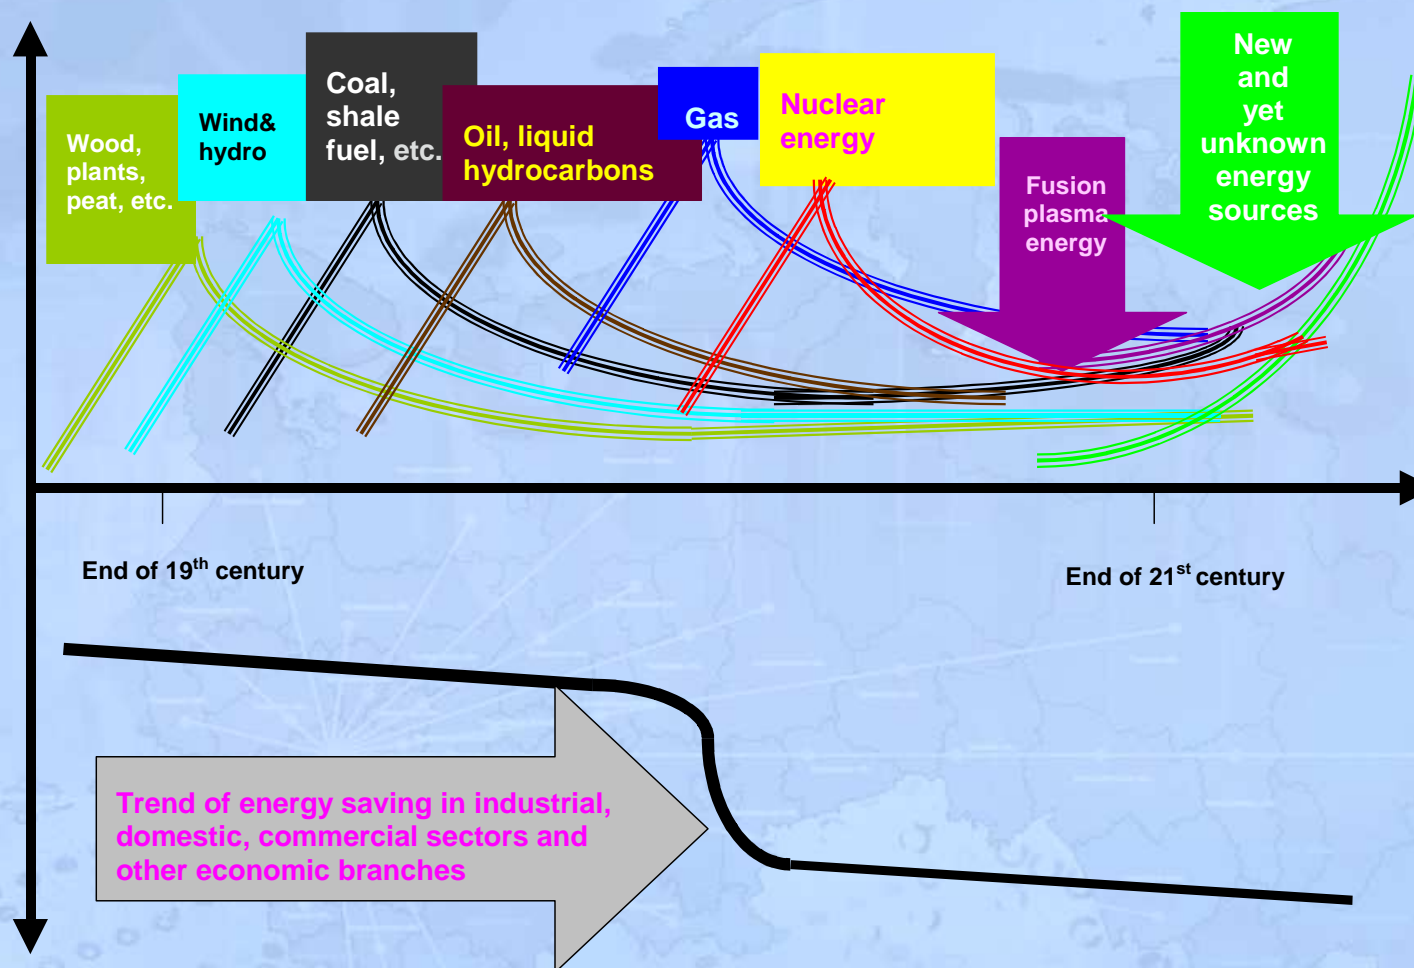 Wood,
plants,
peat, etc.
Wind&
hydro
Coal,
shale
fuel, etc.
Oil, liquid
hydrocarbons
Gas
Nuclear
energy
Fusion
plasma
energy
New
and
yet
unknown
energy
sources
End of 19th century
End of 21st century
Trend of energy saving in industrial,
domestic, commercial sectors and
other economic branches